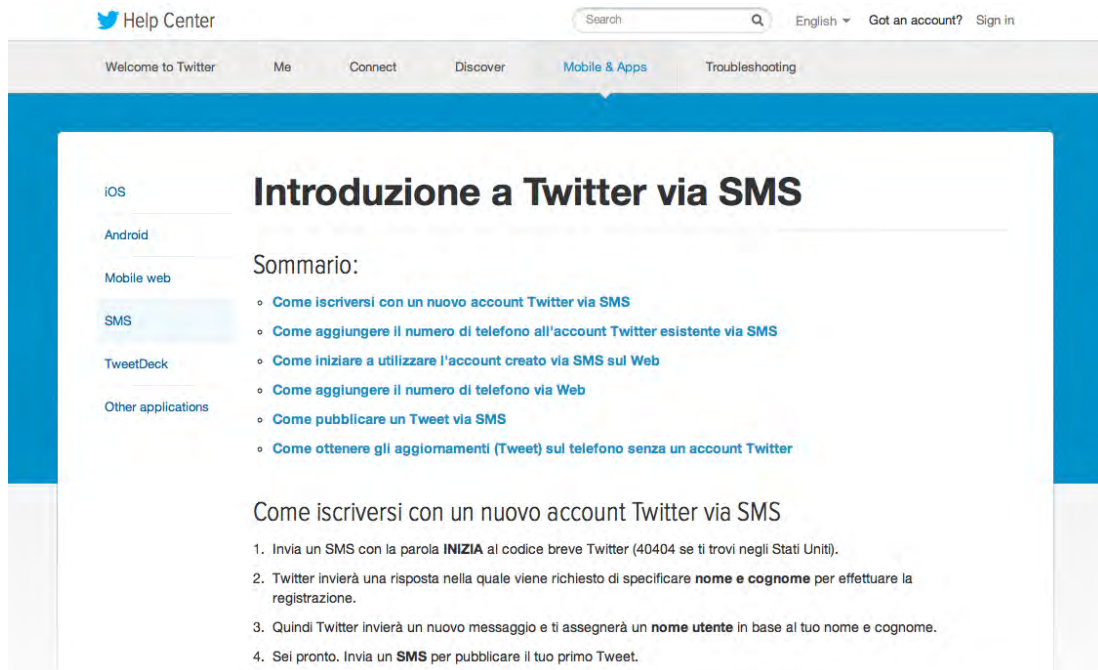 Help Center
Search
English
Got an account? Sign in
Welcome to Twitter Me Connect Discover Mobile & Apps Troubleshooting
iOS
Android
Mobile web
SMS
TweetDeck
Other applications
Introduzione a Twitter via SMS
Sommario:
Come iscriversi con un nuovo account Twitter via SMS
Come aggiungere il numero di telefono all'account Twitter esistente via SMS
Come iniziare a utilizzare l'account creato via SMS sul Web
Come aggiungere il numero di telefono via Web
Come pubblicare un Tweet via SMS
Come ottenere gli aggiornamenti (Tweet) sul telefono senza un account Twitter
Come iscriversi con un nuovo account Twitter via SMS
1. Invia un SMS con la parola INIZIA al codice breve Twitter (40404 se ti trovi negli Stati Uniti).
2. Twitter invierà una risposta nella quale viene richiesto di specificare nome e cognome per effettuare la
registrazione.
3. Quindi Twitter invierà un nuovo messaggio e ti assegnerà un nome utente in base al tuo nome e cognome.
4. Sei pronto. Invia un SMS per pubblicare il tuo primo Tweet.